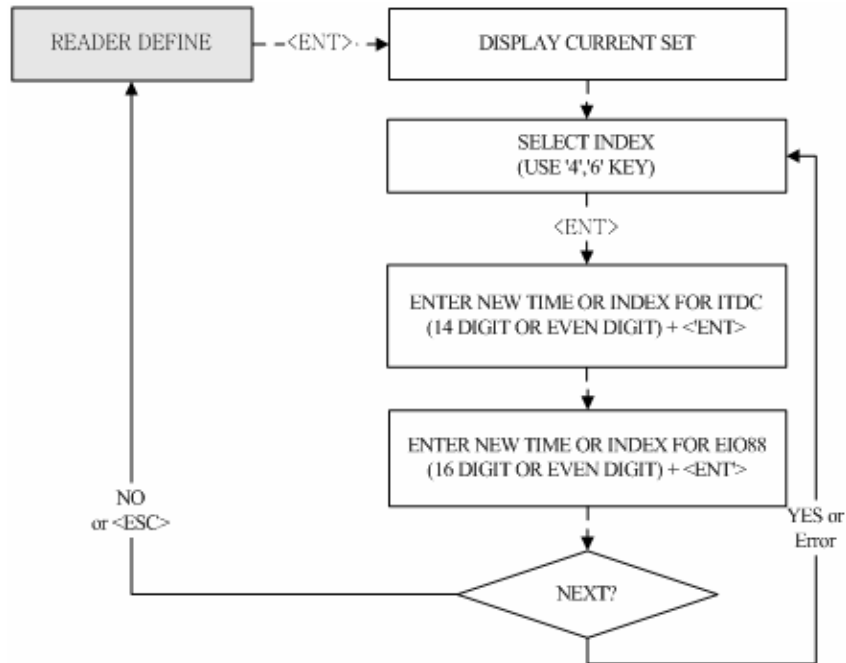 READER DEFINE
<ENT>
DISPLAY CURRENT SET
SELECT INDEX
(USE '4','6' KEY)
<ENT>
ENTER NEW TIME OR INDEX FOR ITDC
(14 DIGIT OR EVEN DIGIT) + <'ENT>
ENTER NEW TIME OR INDEX FOR EIO88
(16 DIGIT OR EVEN DIGIT) + <ENT'>
NO
or <ESC>
YES or
Error
NEXT?